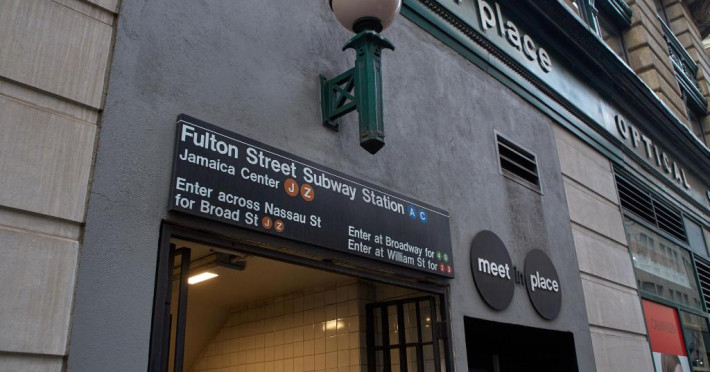 place
OPTICAL
Fulton Street Subway Station A C
Jamaica Center J Z
Enter across Nassau St
for Broad St J Z
Enter at Broadway for 4 5
Enter at William St for 2 3
meet in place